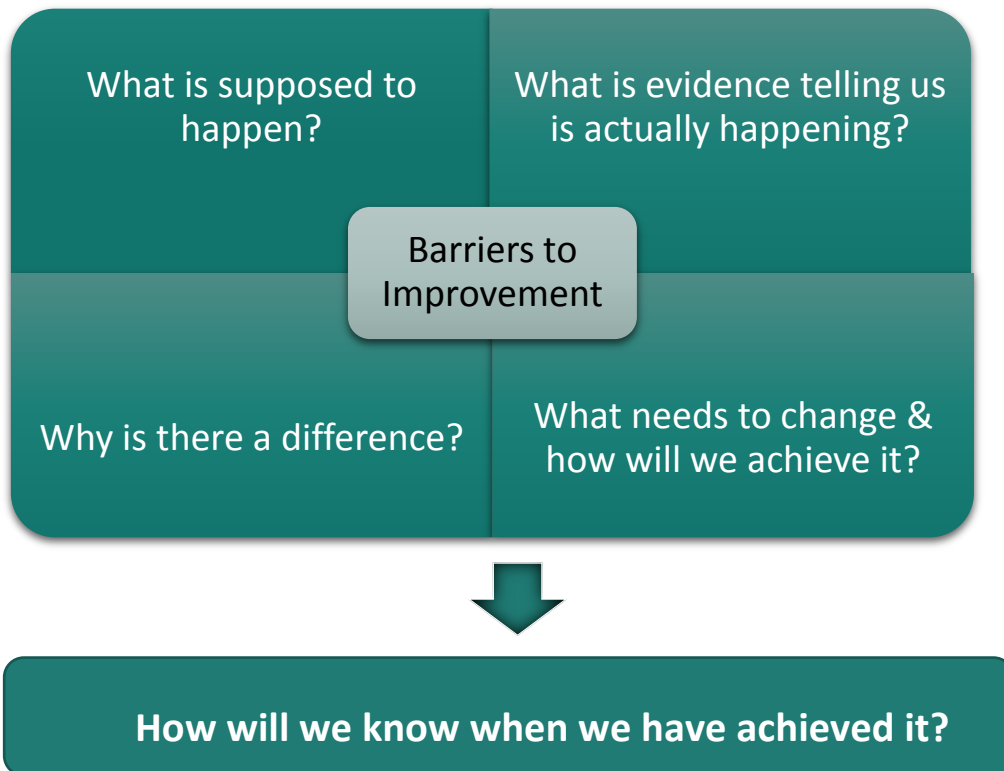 What is supposed to
happen?
What is evidence telling us
is actually happening?
Barriers to
Improvement
Why is there a difference?
What needs to change &
how will we achieve it?
How will we know when we have achieved it?